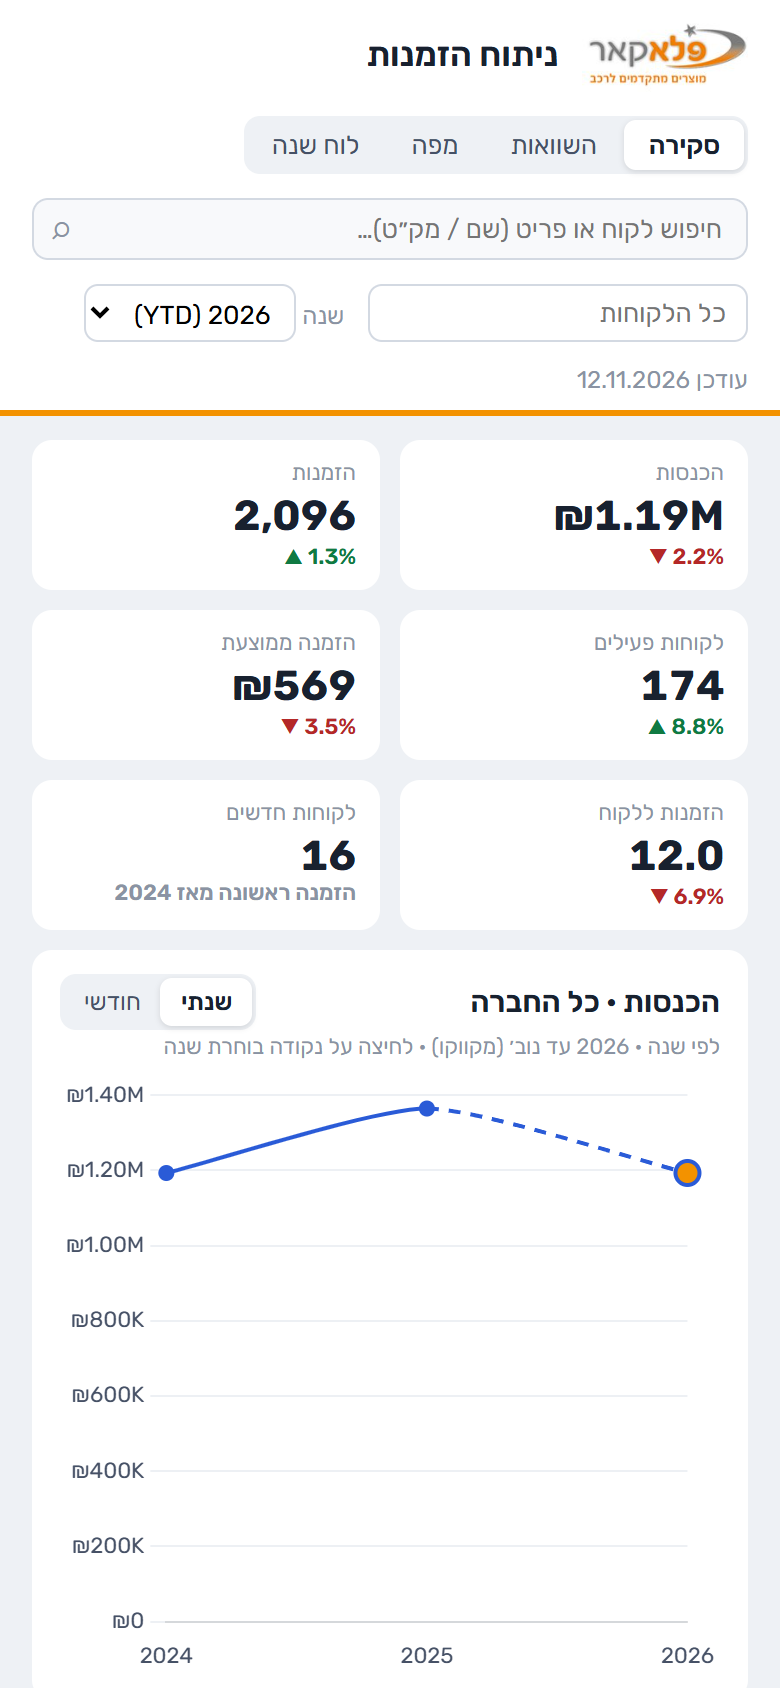 פלאקאר
מוצרים מתקדמים לרכב
ניתוח הזמנות
סקירה
השוואות
מפה
לוח שנה
חיפוש לקוח או פריט (שם / מק״ט)...
כל הלקוחות
שנה
2026 (YTD)
עודכן 12.11.2026
הכנסות
₪1.19M
▼ 2.2%
הזמנות
2,096
▲ 1.3%
לקוחות פעילים
174
▲ 8.8%
הזמנה ממוצעת
₪569
▼ 3.5%
הזמנות ללקוח
12.0
▼ 6.9%
לקוחות חדשים
16
הזמנה ראשונה מאז 2024
הכנסות • כל החברה
שנתי
חודשי
לפי שנה • 2026 עד נוב׳ (מקווקו) • לחיצה על נקודה בוחרת שנה
₪1.40M
₪1.20M
₪1.00M
₪800K
₪600K
₪400K
₪200K
₪0
2024
2025
2026